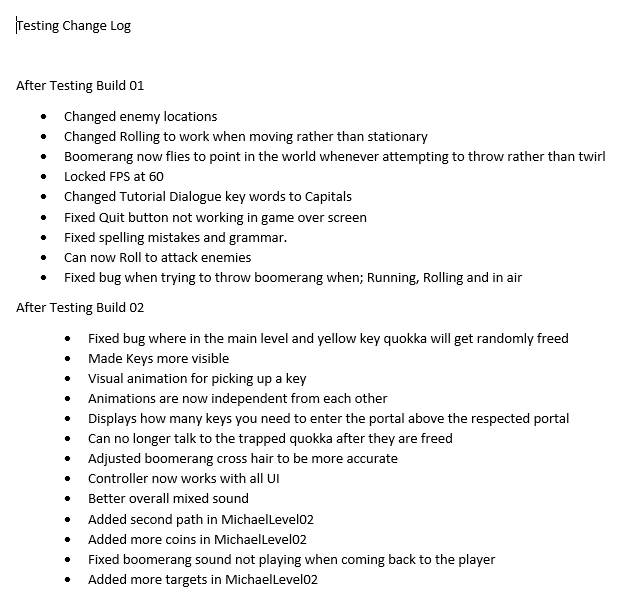 Testing Change Log
After Testing Build 01
• Changed enemy locations
• Changed Rolling to work when moving rather than stationary
• Boomerang now flies to point in the world whenever attempting to throw rather than twirl
• Locked FPS at 60
• Changed Tutorial Dialogue key words to Capitals
• Fixed Quit button not working in game over screen
• Fixed spelling mistakes and grammar.
• Can now Roll to attack enemies
• Fixed bug when trying to throw boomerang when; Running, Rolling and in air
After Testing Build 02
• Fixed bug where in the main level and yellow key quokka will get randomly freed
• Made Keys more visible
• Visual animation for picking up a key
• Animations are now independent from each other
• Displays how many keys you need to enter the portal above the respected portal
• Can no longer talk to the trapped quokka after they are freed
• Adjusted boomerang cross hair to be more accurate
• Controller now works with all UI
• Better overall mixed sound
• Added second path in MichaelLevel02
• Added more coins in MichaelLevel02
• Fixed boomerang sound not playing when coming back to the player
• Added more targets in MichaelLevel02